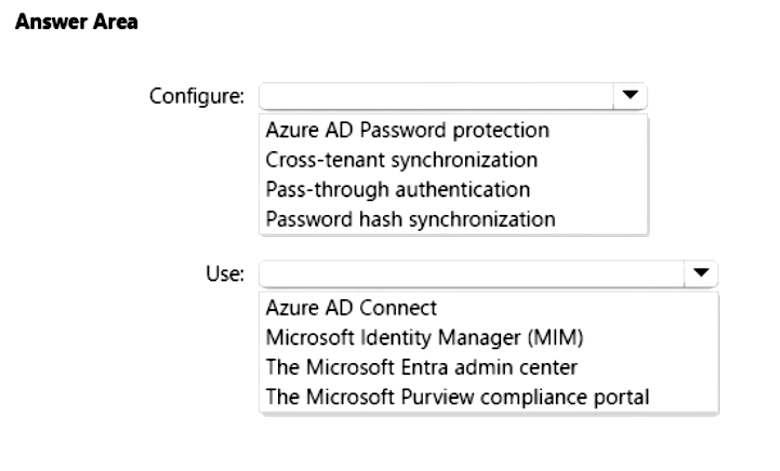 Answer Area
Configure:
Azure AD Password protection
Cross-tenant synchronization
Pass-through authentication
Password hash synchronization
Use:
Azure AD Connect
Microsoft Identity Manager (MIM)
The Microsoft Entra admin center
The Microsoft Purview compliance portal